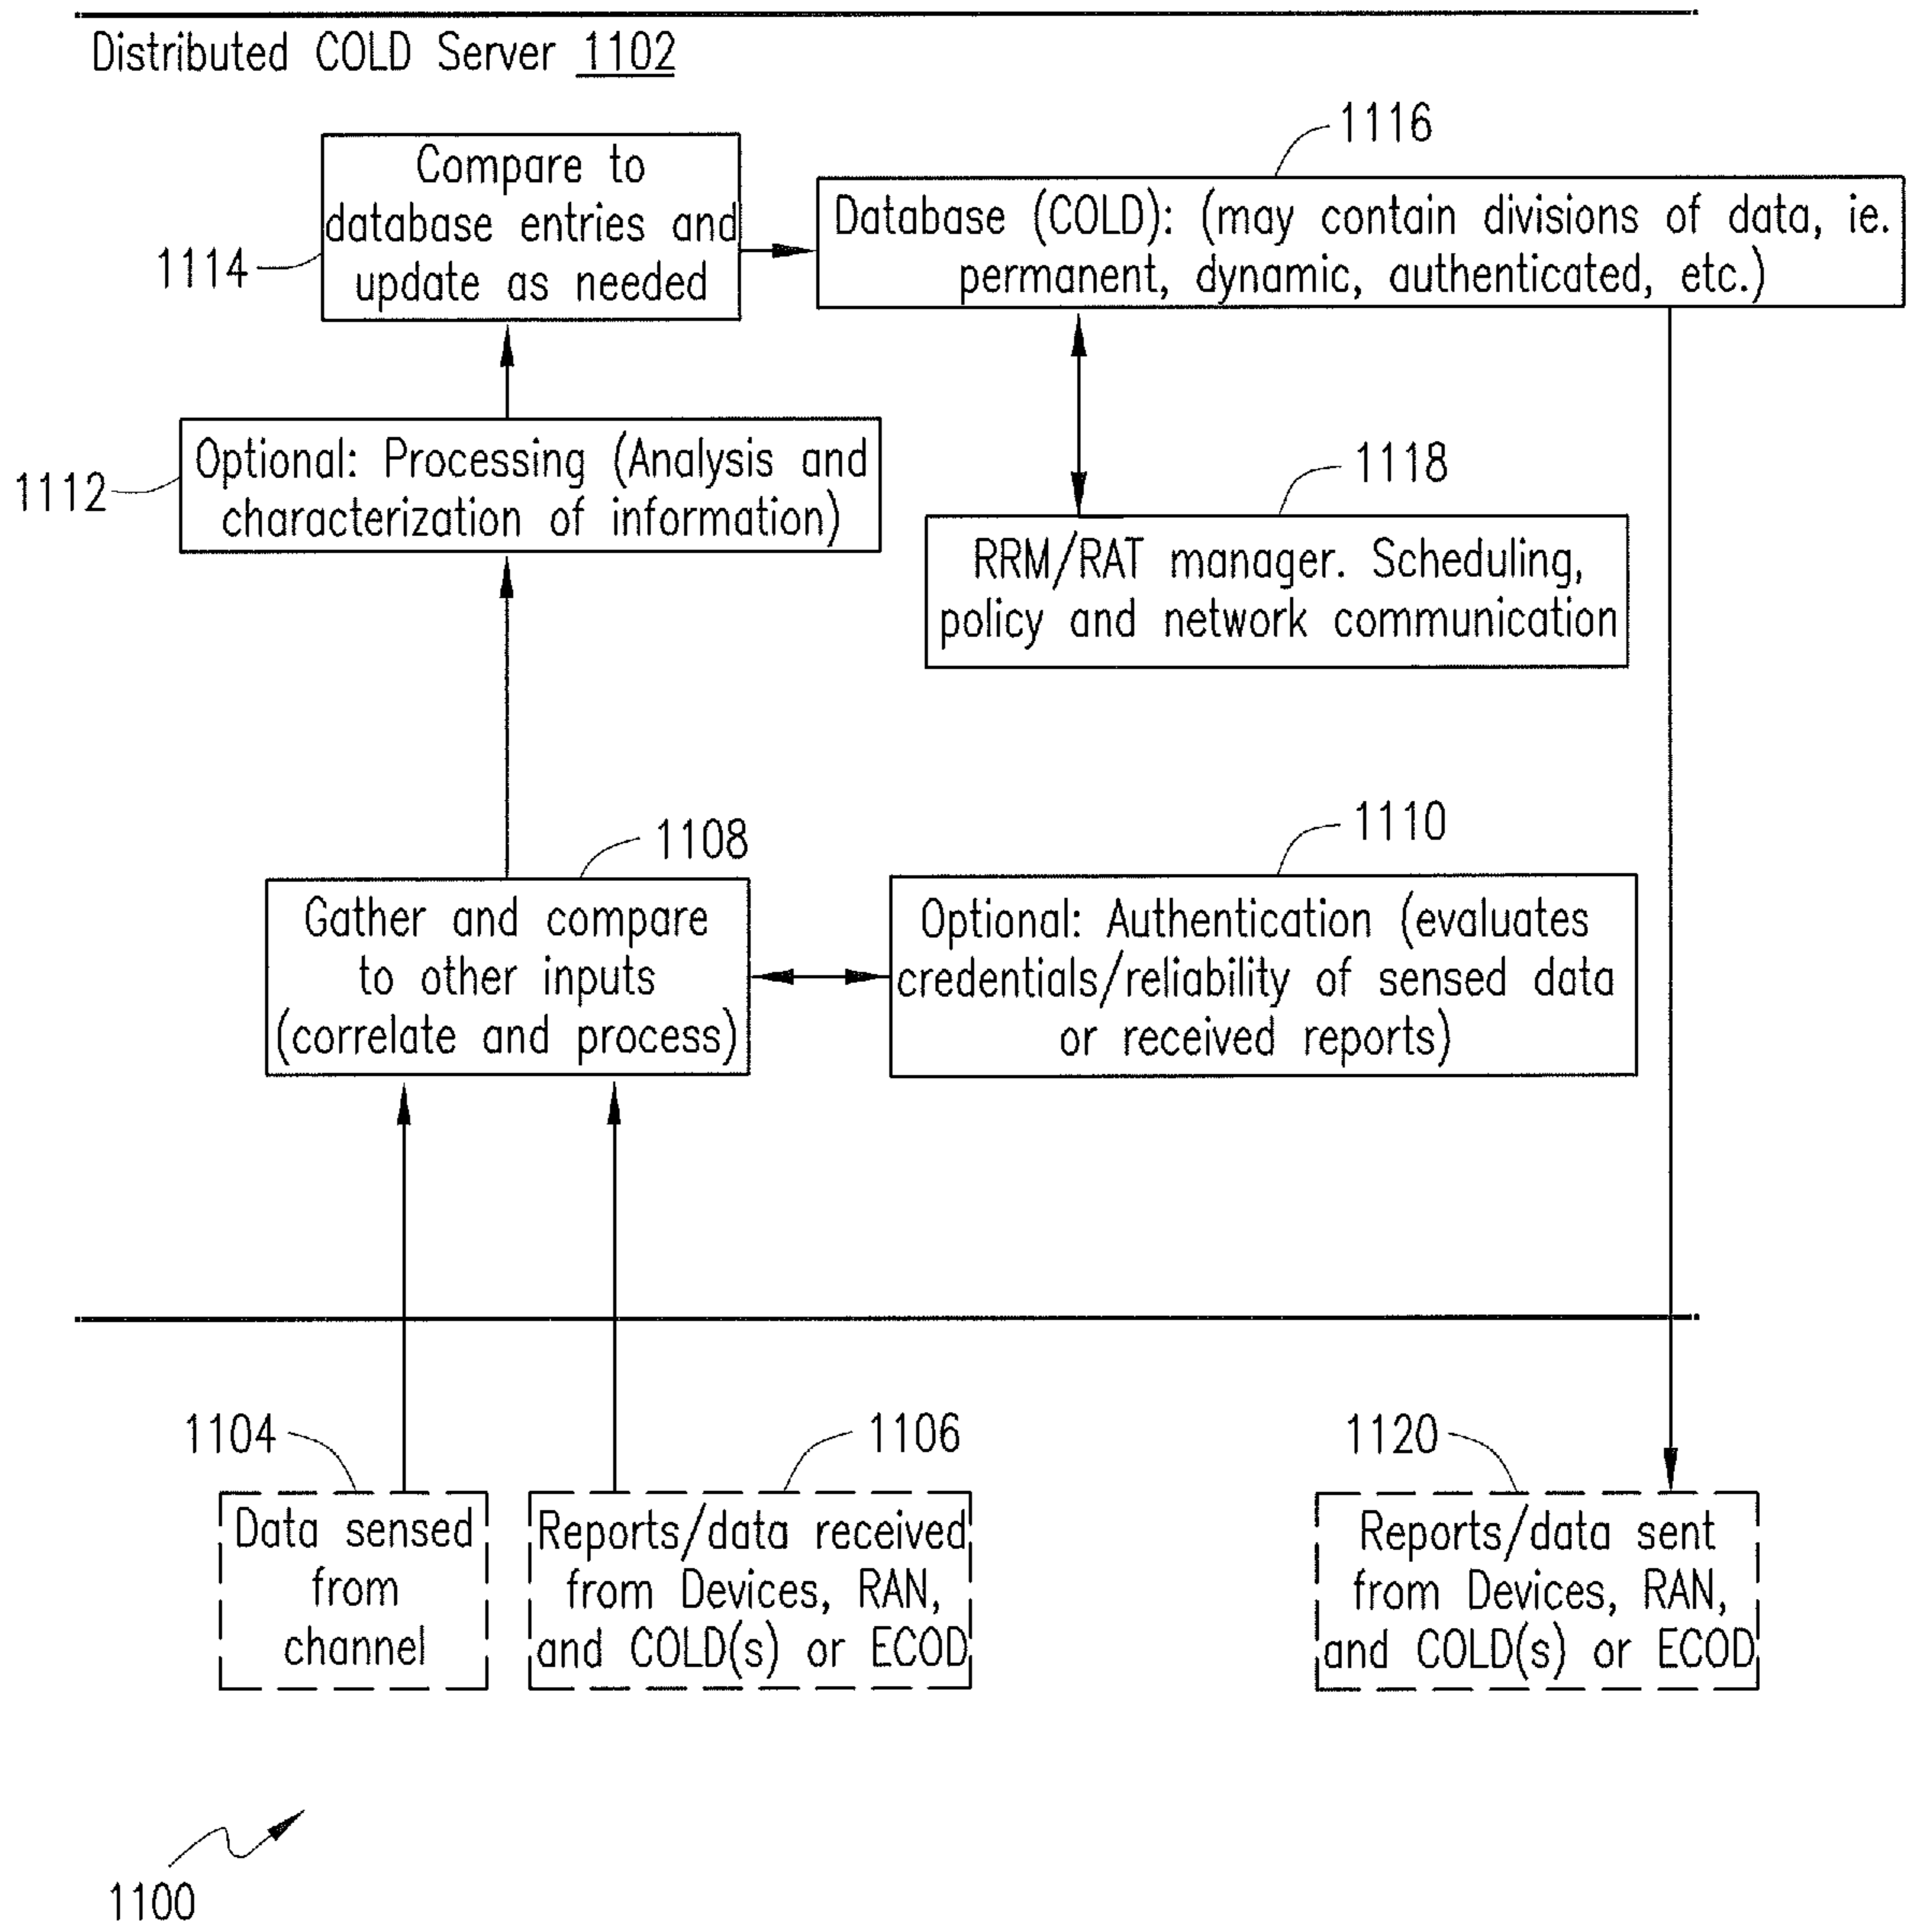 Distributed COLD Server 1102
1116
Compare to
database entries and
update as needed
1114
Database (COLD): (may contain divisions of data, ie.
permanent, dynamic, authenticated, etc.)
1112
Optional: Processing (Analysis and
characterization of information)
1118
RRM/RAT manager. Scheduling,
policy and network communication
1108
Gather and compare
to other inputs
(correlate and process)
1110
Optional: Authentication (evaluates
credentials/reliability of sensed data
or received reports)
1104
Data sensed
from
channel
1106
Reports/data received
from Devices, RAN,
and COLD(s) or ECOD
1120
Reports/data sent
from Devices, RAN,
and COLD(s) or ECOD
1100